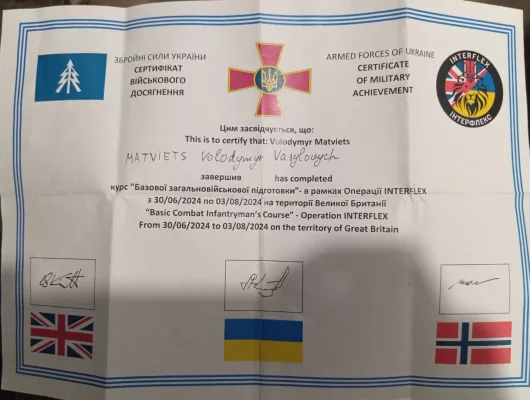 ЗБРОЙНІ СИЛИ УКРАЇНИ
СЕРТИФІКАТ
ВІЙСЬКОВОГО
ДОСЯГНЕННЯ
ARMED FORCES OF UKRAINE
CERTIFICATE
OF MILITARY
ACHIEVEMENT
INTERFLEX
ІНТЕРФЛЕКС
Цим засвідчується, що:
This is to certify that: Volodymyr Matviets
MATVIETS Volodymyr Vasylovych
завершив has completed
курс "Базової загальновійськової підготовки"- в рамках Операції INTERFLEX
з 30/06/2024 по 03/08/2024 на території Великої Британії
"Basic Combat Infantryman's Course" - Operation INTERFLEX
From 30/06/2024 to 03/08/2024 on the territory of Great Britain